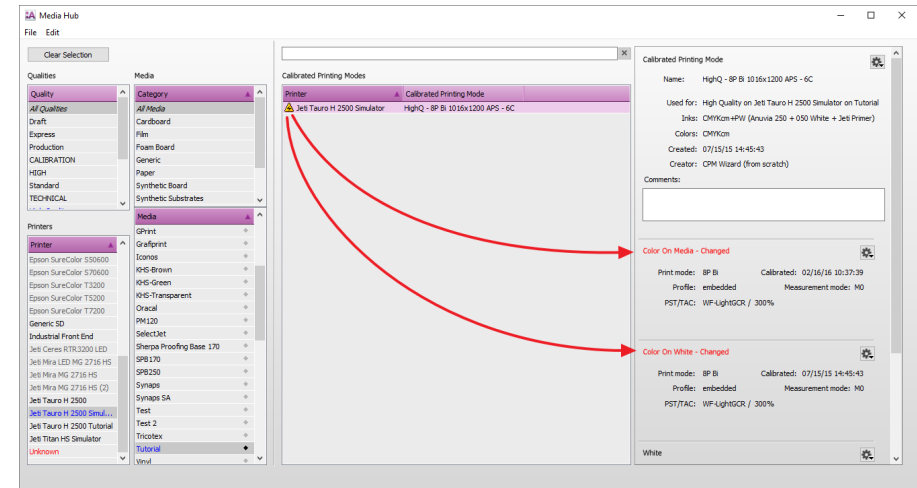 Media Hub
File Edit
Clear Selection
Qualities
Quality
All Qualities
Draft
Express
Production
CALIBRATION
HIGH
Standard
TECHNICAL
Printers
Printer
Epson SureColor S50600
Epson SureColor S70600
Epson SureColor T3200
Epson SureColor T5200
Epson SureColor T7200
Generic SD
Industrial Front End
Jeti Ceres RTR3200 LED
Jeti Mira LED MG 2716 HS
Jeti Mira MG 2716 HS
Jeti Mira MG 2716 HS (2)
Jeti Tauro H 2500
Jeti Tauro H 2500 Simul...
Jeti Tauro H 2500 Tutorial
Jeti Titan HS Simulator
Unknown
Media
Category
All Media
Cardboard
Film
Foam Board
Generic
Paper
Synthetic Board
Synthetic Substrates
Media
GPrint
Grafiprint
Iconos
KHS-Brown
KHS-Green
KHS-Transparent
Oracal
PM120
SelectJet
Sherpa Proofing Base 170
SPB170
SPB250
Synaps
Synaps SA
Test
Test 2
Tricotex
Tutorial
Vinyl
Calibrated Printing Modes
Printer Calibrated Printing Mode
Jeti Tauro H 2500 Simulator HighQ - 8P Bi 1016x1200 APS - 6C
Calibrated Printing Mode
Name: HighQ - 8P Bi 1016x1200 APS - 6C
Used for: High Quality on Jeti Tauro H 2500 Simulator on Tutorial
Inks: CMYKcm+PW (Anuvia 250 + 050 White + Jeti Primer)
Colors: CMYKcm
Created: 07/15/15 14:45:43
Creator: CPM Wizard (from scratch)
Comments:
Color On Media - Changed
Print mode: 8P Bi Calibrated: 02/16/16 10:37:39
Profile: embedded Measurement mode: M0
PST/TAC: WF-LightGCR / 300%
Color On White - Changed
Print mode: 8P Bi Calibrated: 07/15/15 14:45:43
Profile: embedded Measurement mode: M0
PST/TAC: WF-LightGCR / 300%
White